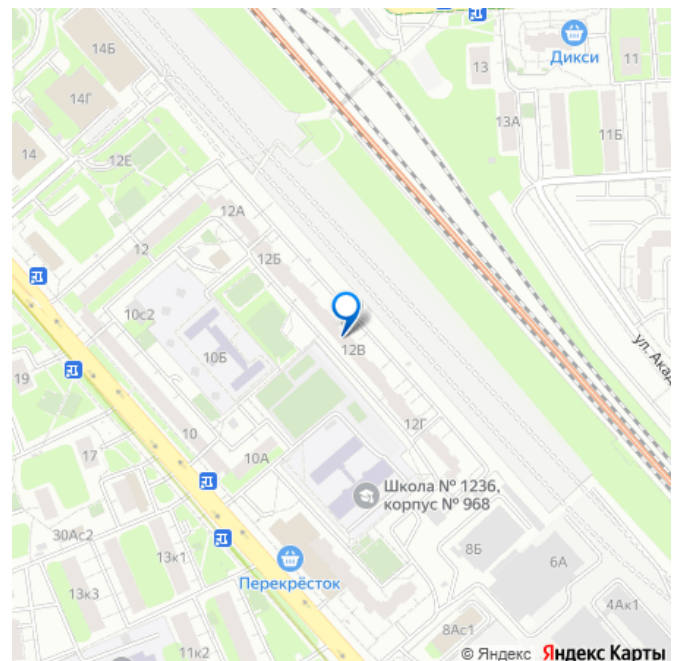 14Б
13
Дикси
11
14Г
13А
11Б
14
12Е
12А
12
12Б
10с2
ул. Акад
10Б
12В
19
12Г
10
17
10А
Школа № 1236,
корпус № 968
30Ас2
8Б
6А
13к1
Перекрёсток
13к3
4Ак1
8Ас1
11к2
© Яндекс Яндекс Карты